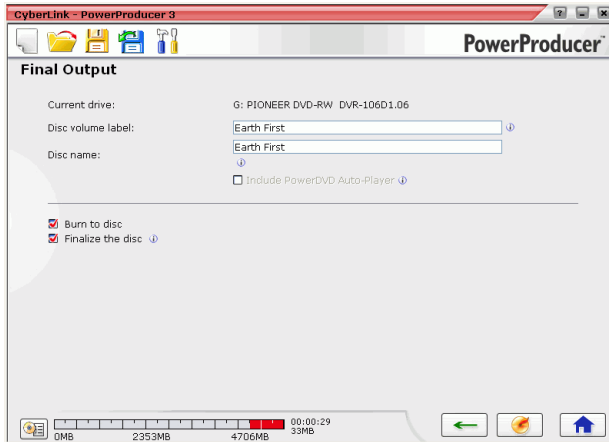 CyberLink - PowerProducer 3
PowerProducer™
Final Output
Current drive: G: PIONEER DVD-RW DVR-106D1.06
Disc volume label: Earth First
Disc name: Earth First
Include PowerDVD Auto-Player
Burn to disc
Finalize the disc
00:00:29
33MB
0MB 2353MB 4706MB